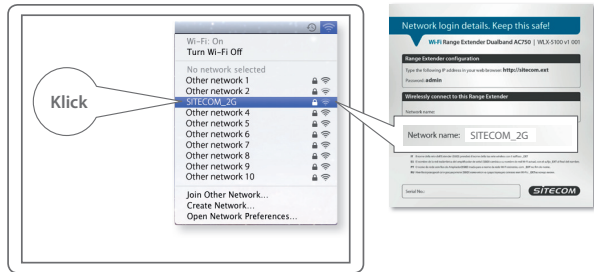 Wi-Fi: On
Turn Wi-Fi Off
No network selected
Other network 1
Other network 2
SITECOM_2G
Other network 4
Other network 5
Other network 6
Other network 7
Other network 8
Other network 9
Other network 10
Join Other Network...
Create Network...
Open Network Preferences...
Klick
Network login details. Keep this safe!
Wi-Fi Range Extender Dualband AC750 | WLX-5100 v1 001
Range Extender configuration
Type the following IP address in your web browser: http://sitecom.ext
Password: admin
Wirelessly connect to this Range Extender
Network name:
Network name: SITECOM_2G
Serial No.:
SITECOM